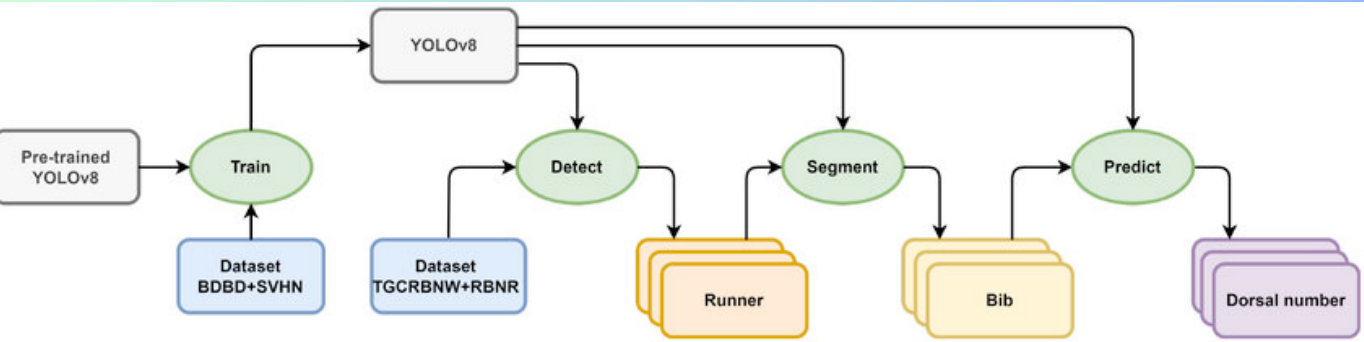 YOLOv8
Pre-trained
YOLOv8
Train
Detect
Segment
Predict
Dataset
BDBD+SVHN
Dataset
TGCRBNW+RBNR
Runner
Bib
Dorsal number